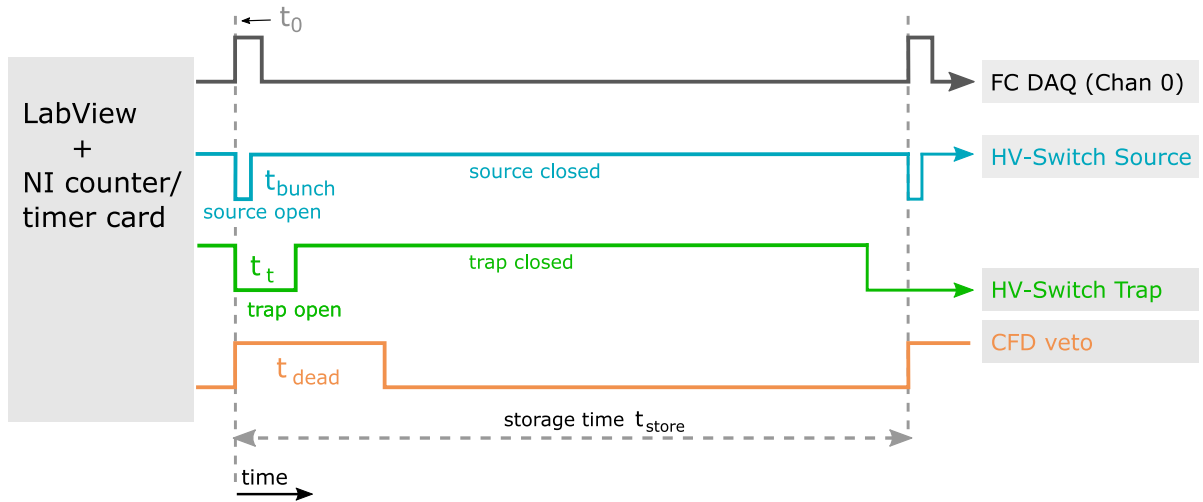 t0
LabView
+
NI counter/
timer card
FC DAQ (Chan 0)
HV-Switch Source
source closed
tbunch
source open
tt
trap closed
trap open
HV-Switch Trap
CFD veto
tdead
storage time tstore
time